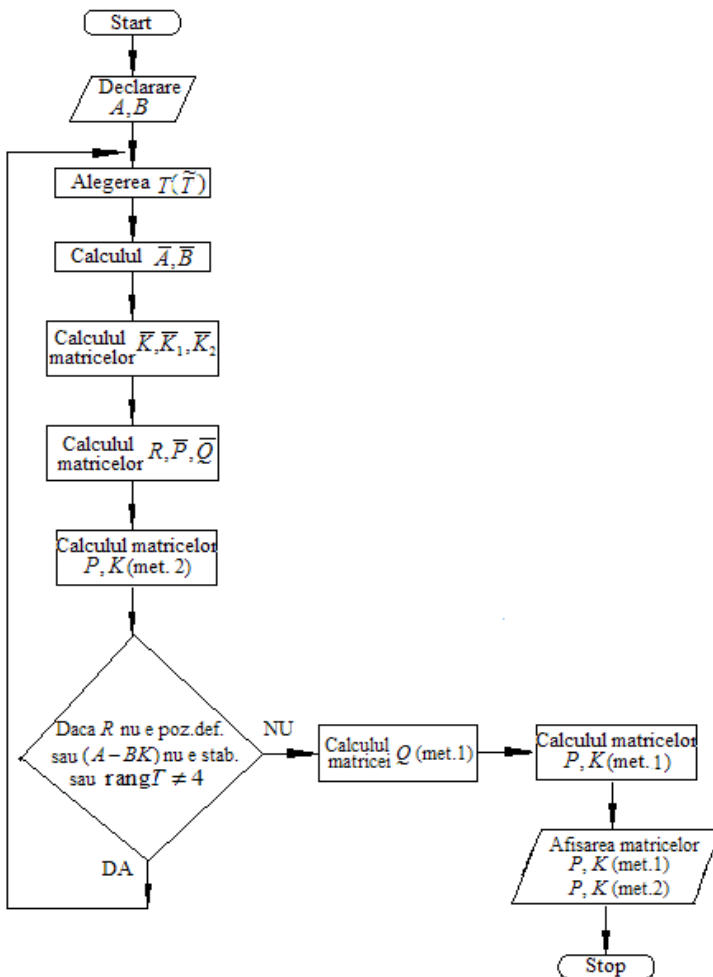 Start
Declarare
A, B
Alegerea T(T̃)
Calculul A̅, B̅
Calculul K̅, K̅₁, K̅₂
matricelor
Calculul R, P̅, Q̅
matricelor
Calculul matricelor
P, K (met. 2)
Daca R nu e poz.def.
sau (A − BK) nu e stab.
sau rangT ≠ 4
NU
DA
Calculul
matricei Q (met.1)
Calculul matricelor
P, K (met.1)
Afisarea matricelor
P, K (met.1)
P, K (met.2)
Stop